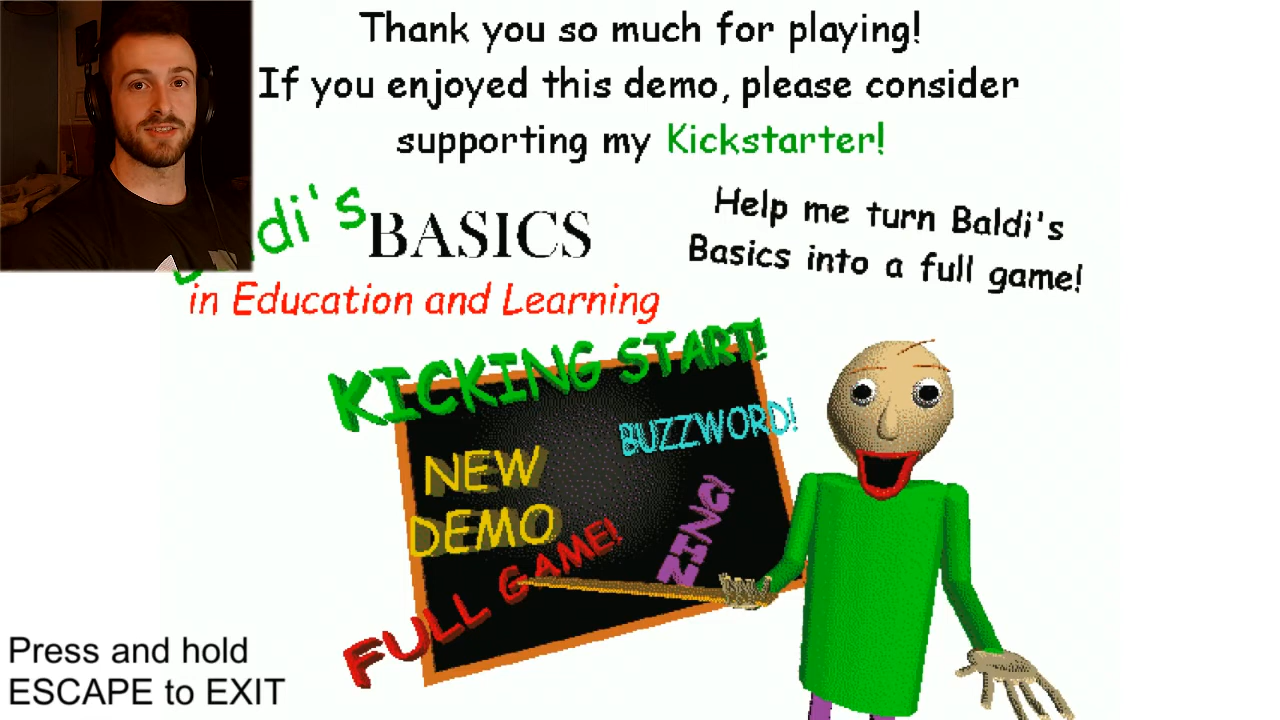 Thank you so much for playing!
If you enjoyed this demo, please consider
supporting my Kickstarter!
Help me turn Baldi's
Basics into a full game!
BASICS
in Education and Learning
KICKING START!
BUZZWORD!
NEW
DEMO
ZING!
FULL GAME!
Press and hold
ESCAPE to EXIT